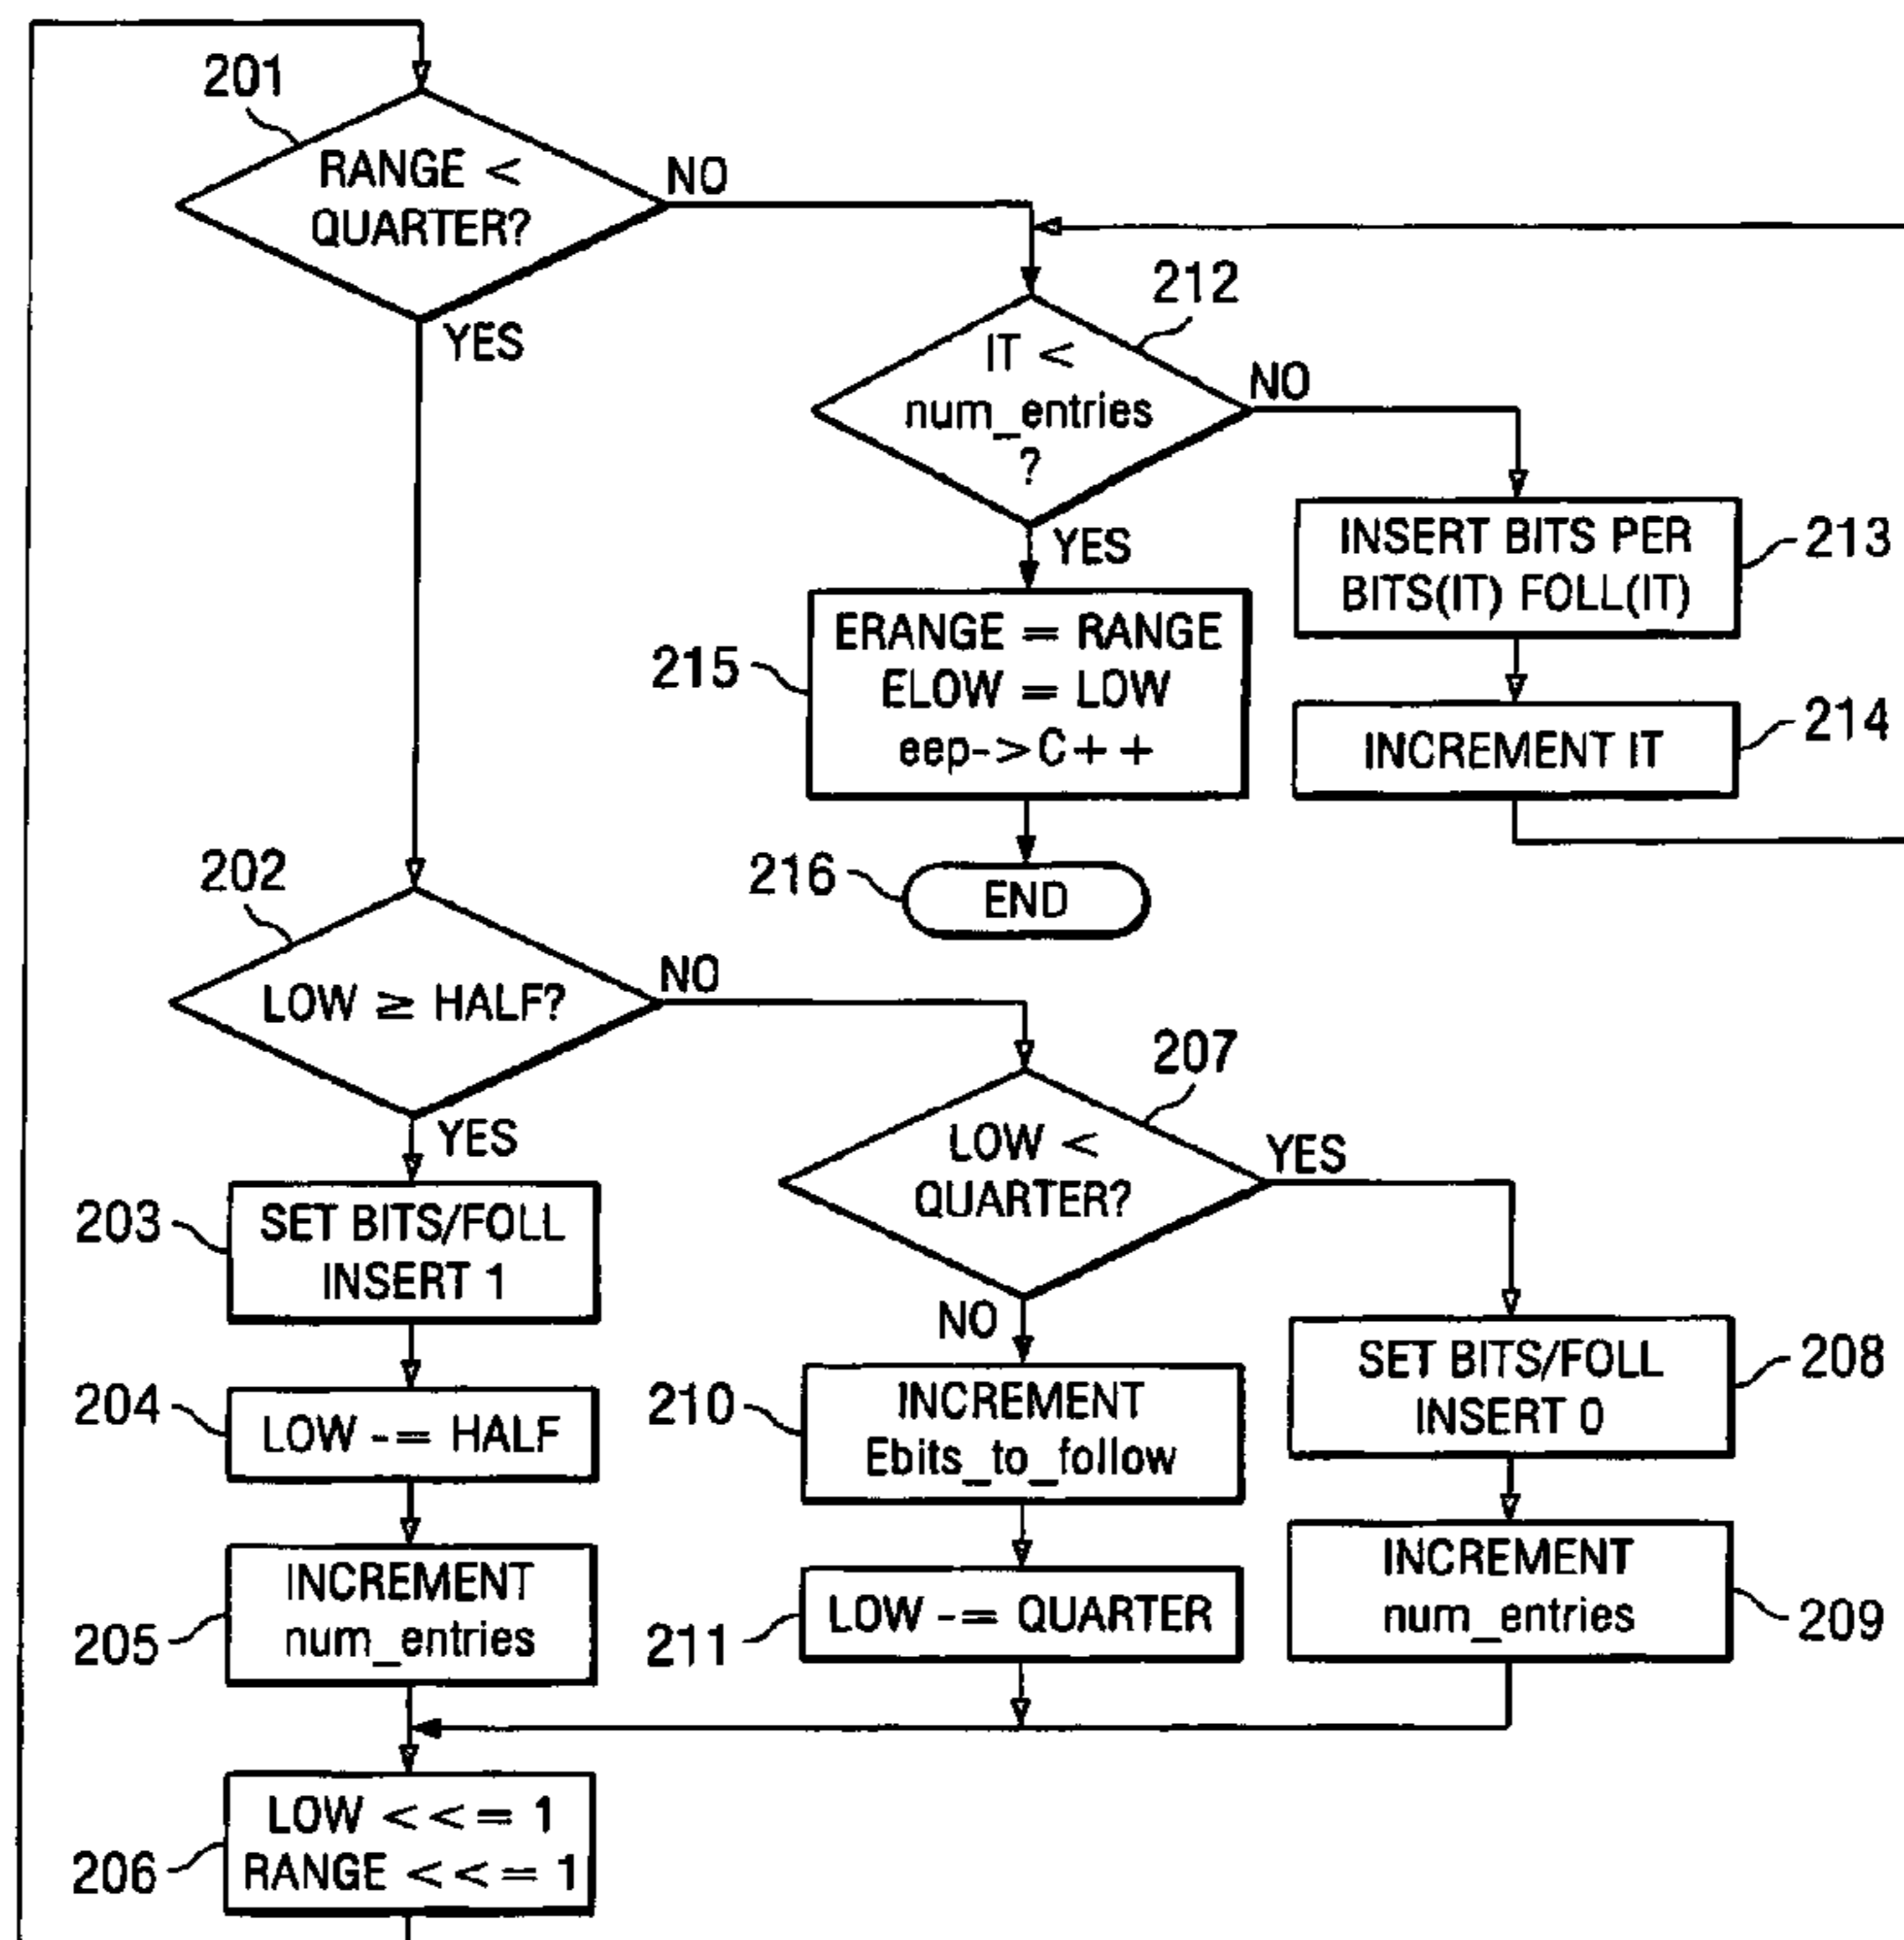 201
RANGE <
QUARTER?
NO
YES
212
IT <
num_entries
?
NO
YES
INSERT BITS PER
BITS(IT) FOLL(IT)
213
215
ERANGE = RANGE
ELOW = LOW
eep->C++
INCREMENT IT
214
216
END
202
LOW ≥ HALF?
NO
YES
207
LOW <
QUARTER?
YES
NO
203
SET BITS/FOLL
INSERT 1
SET BITS/FOLL
INSERT 0
208
204
LOW -= HALF
210
INCREMENT
Ebits_to_follow
205
INCREMENT
num_entries
211
LOW -= QUARTER
INCREMENT
num_entries
209
206
LOW <<= 1
RANGE <<= 1